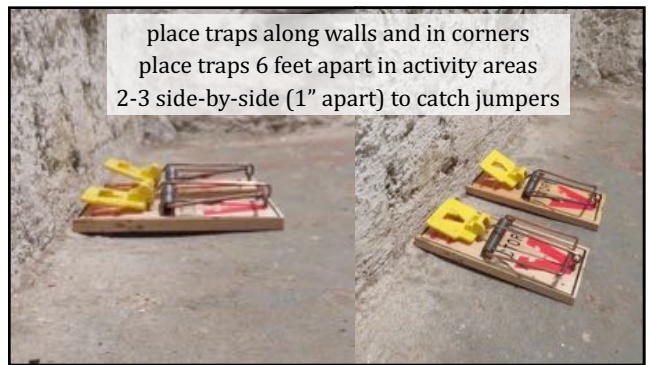 place traps along walls and in corners
place traps 6 feet apart in activity areas
2-3 side-by-side (1” apart) to catch jumpers